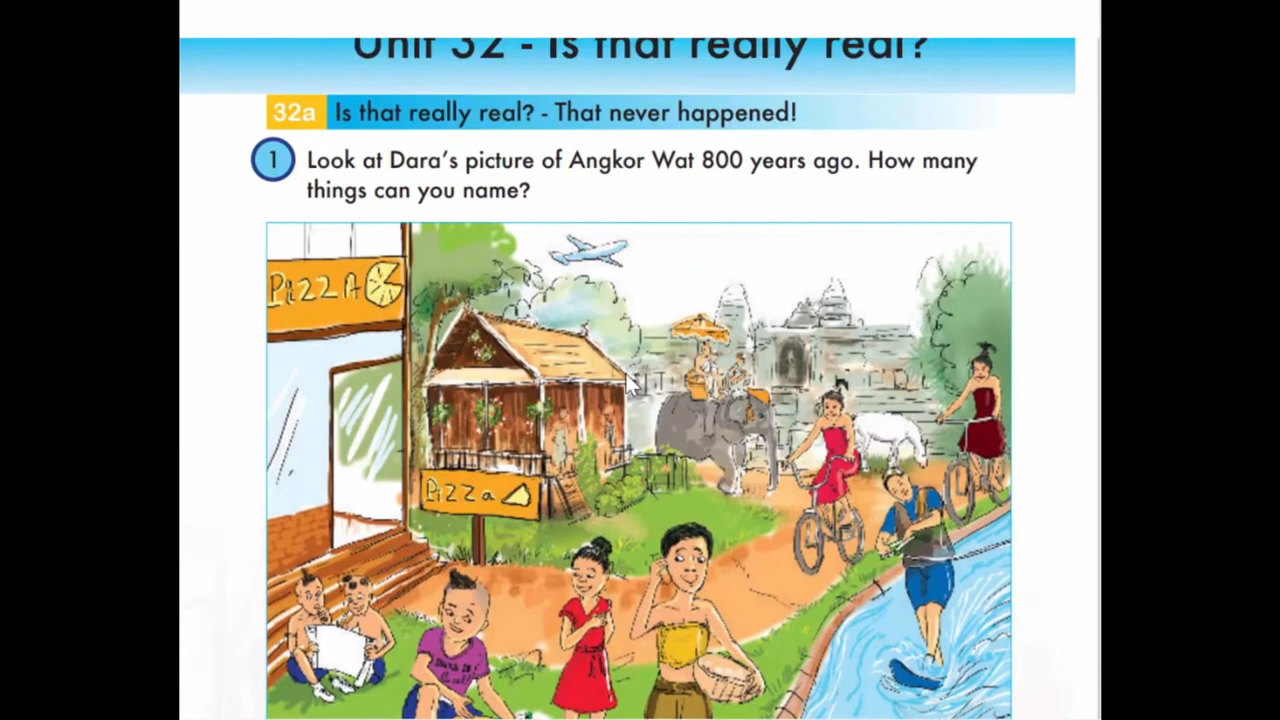 Unit 32 - Is that really real?
32a Is that really real? - That never happened!
1 Look at Dara's picture of Angkor Wat 800 years ago. How many
things can you name?
PizzA
Pizza